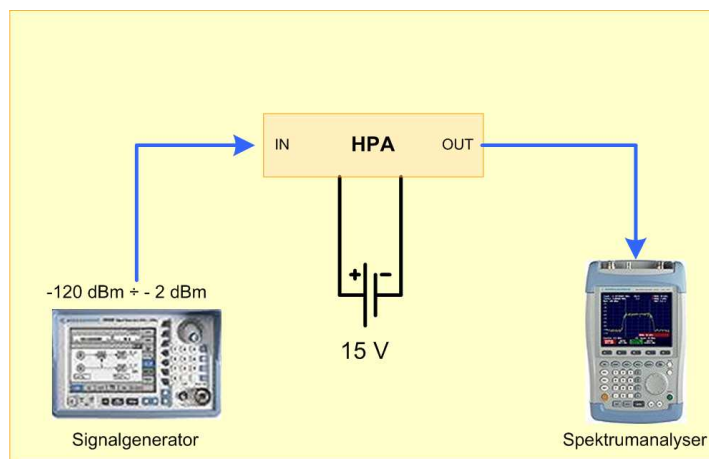 IN HPA OUT
-120 dBm ÷ - 2 dBm
+ −
15 V
Signalgenerator
Spektrumanalyser